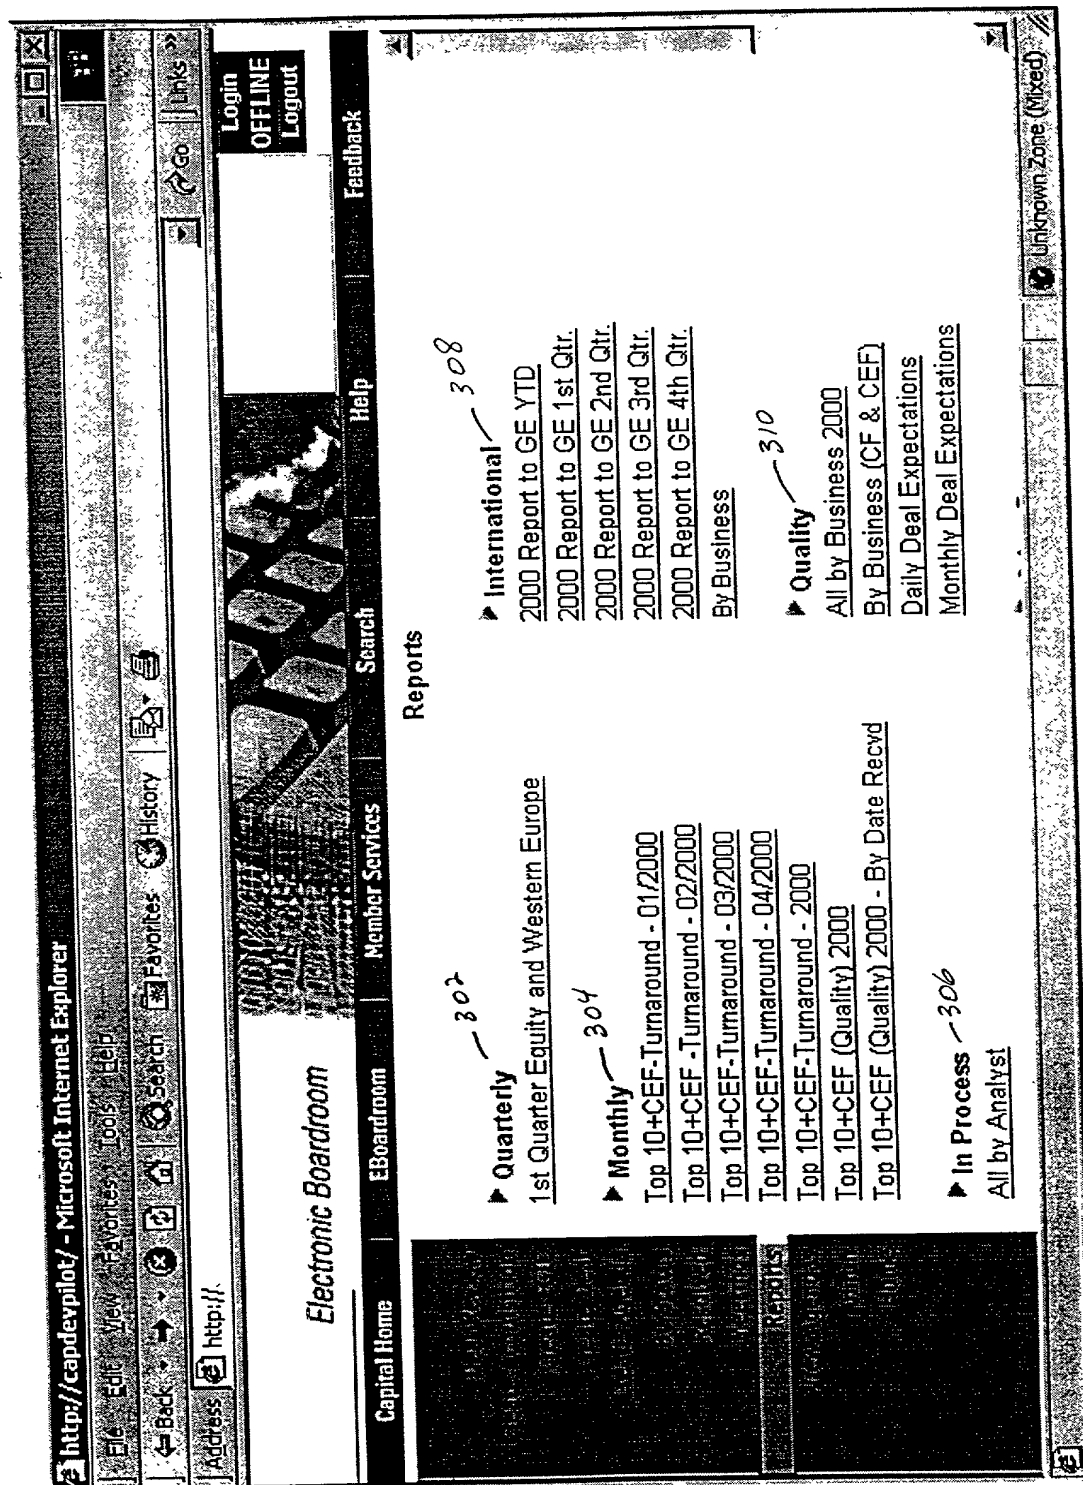 http://capdevpilot/ - Microsoft Internet Explorer
File Edit View Favorites Tools Help
Back Search Favorites History
Address http://. Go Links »
Electronic Boardroom
Login
OFFLINE
Logout
Capital Home EBoardroom Member Services Search Help Feedback
Reports
Reports
Quarterly 302
1st Quarter Equity and Western Europe
Monthly 304
Top 10+CEF-Turnaround - 01/2000
Top 10+CEF -Turnaround - 02/2000
Top 10+CEF-Turnaround - 03/2000
Top 10+CEF-Turnaround - 04/2000
Top 10+CEF-Turnaround - 2000
Top 10+CEF (Quality) 2000
Top 10+CEF (Quality) 2000 - By Date Recvd
In Process 306
All by Analyst
International 308
2000 Report to GE YTD
2000 Report to GE 1st Qtr.
2000 Report to GE 2nd Qtr.
2000 Report to GE 3rd Qtr.
2000 Report to GE 4th Qtr.
By Business
Quality 310
All by Business 2000
By Business (CF & CEF)
Daily Deal Expectations
Monthly Deal Expectations
Unknown Zone (Mixed)